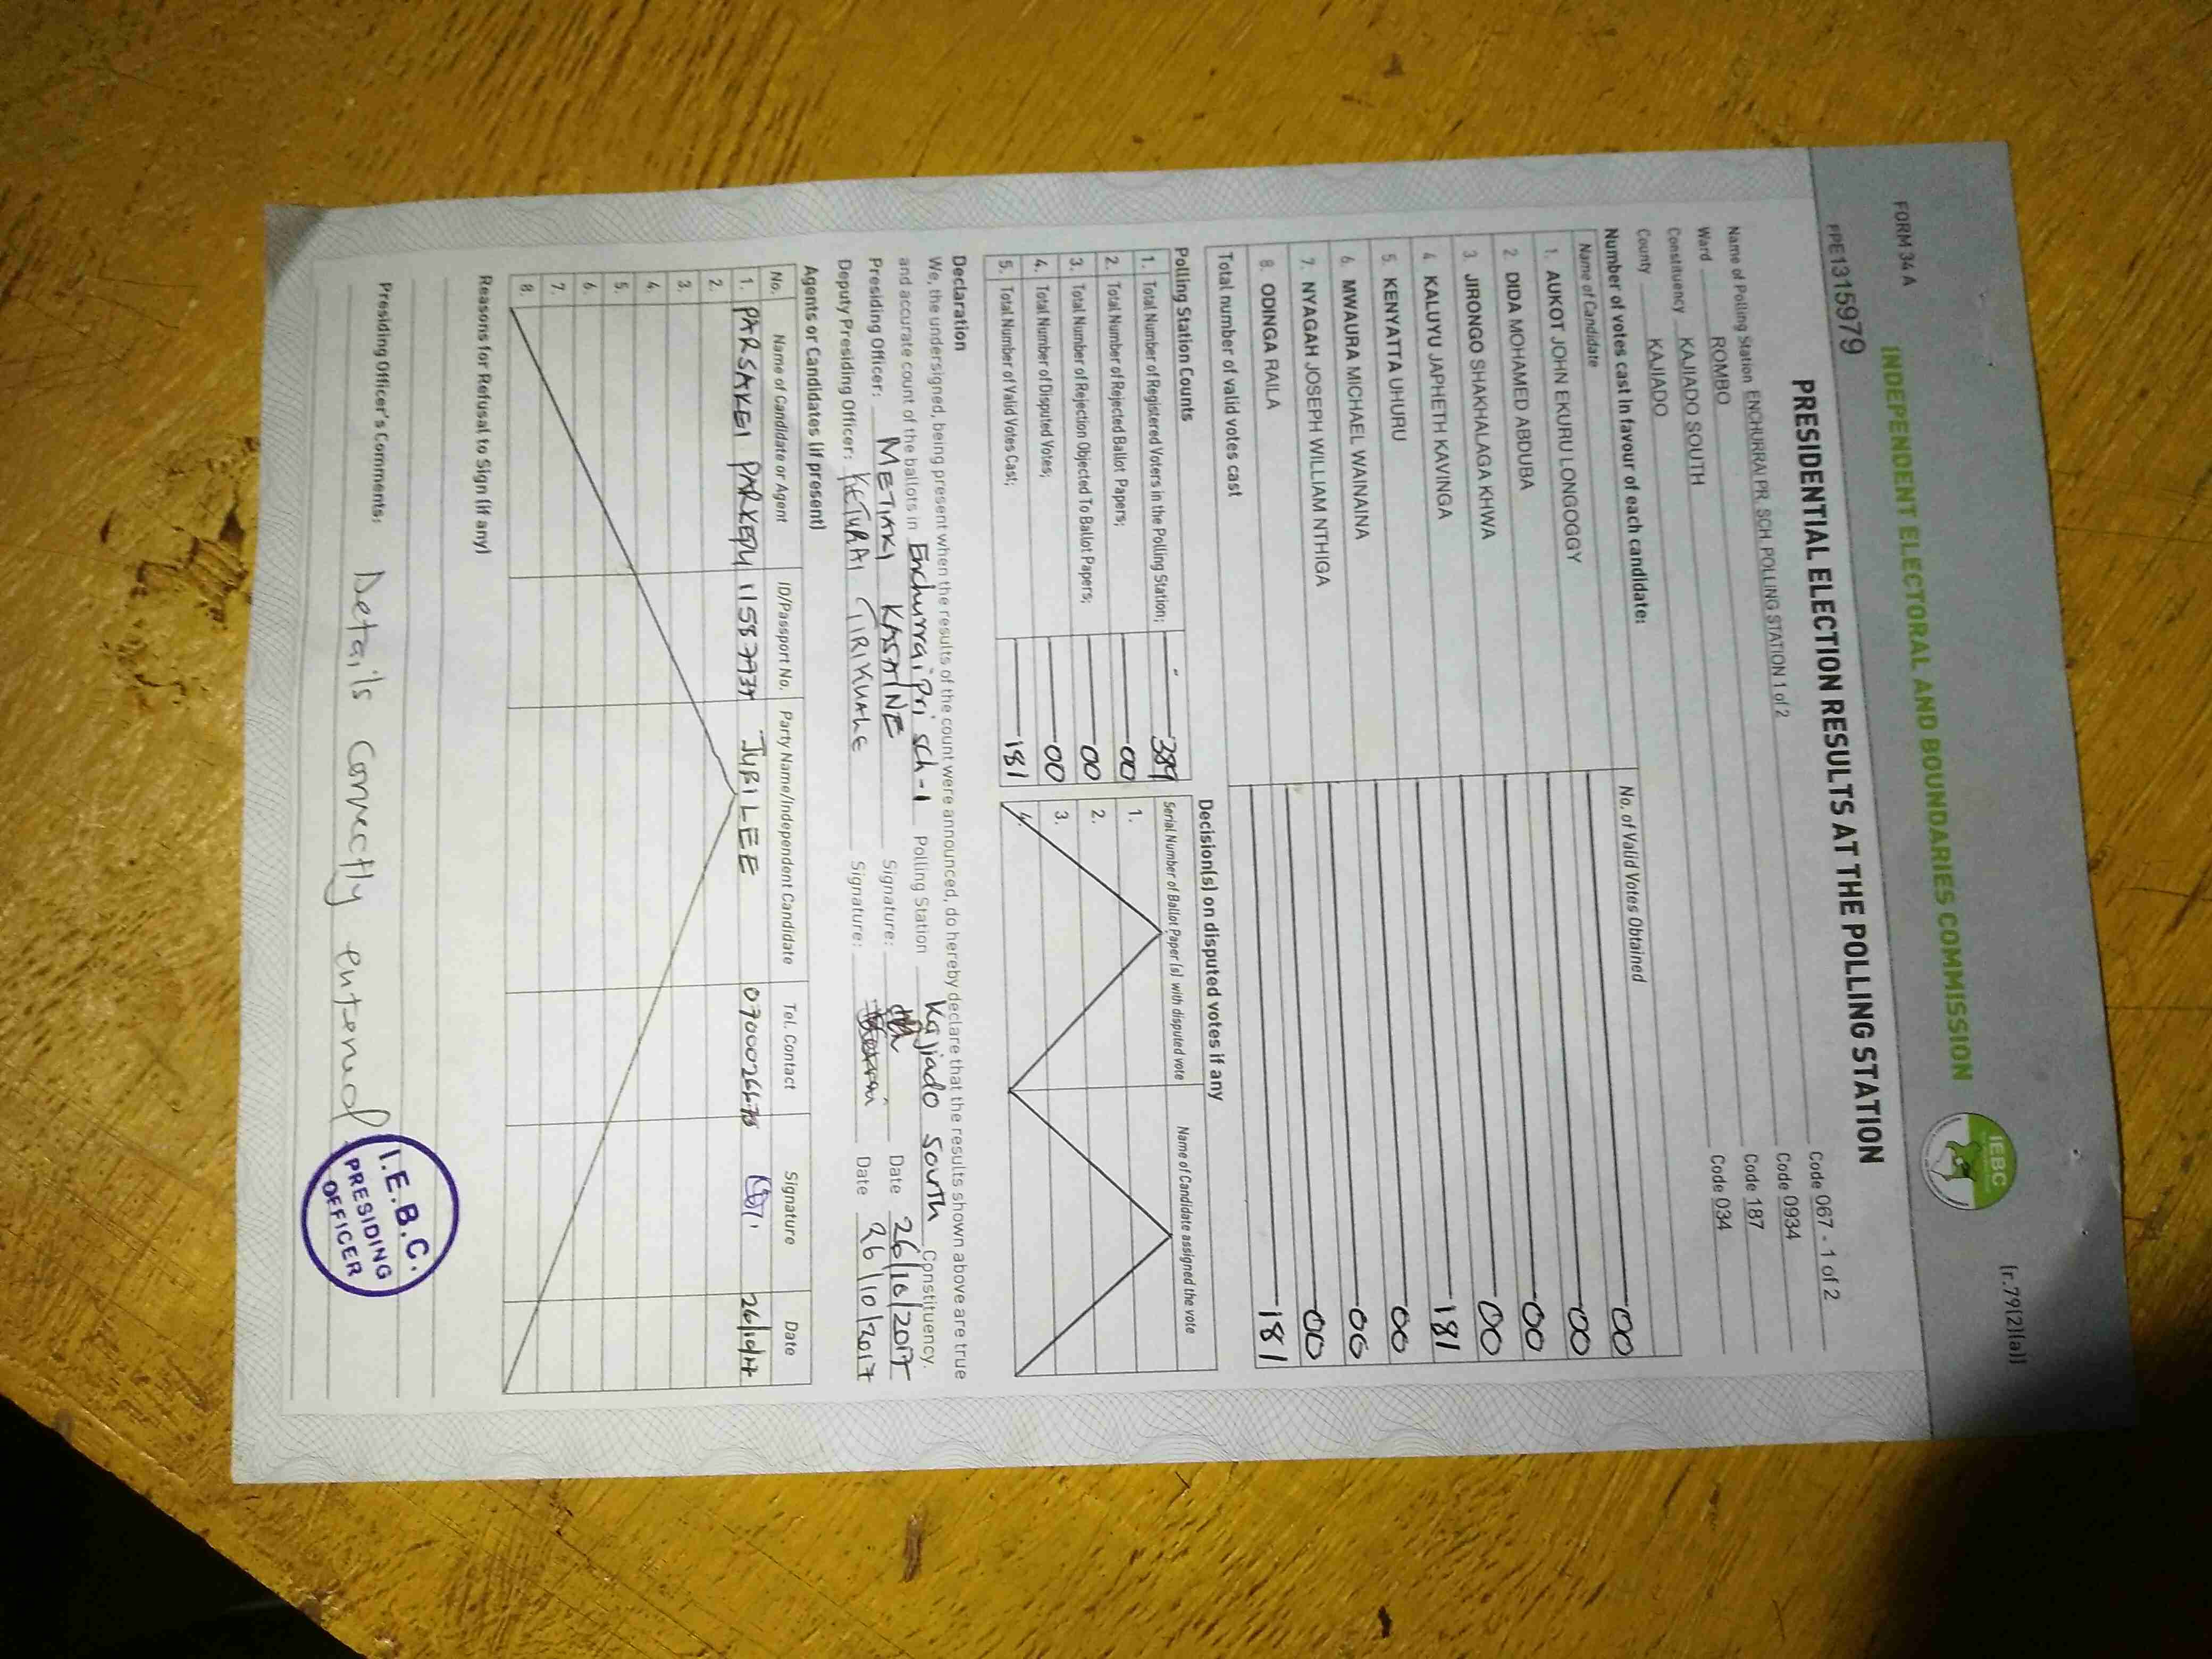 FORM 34 A
[r.79(2)(a)]
INDEPENDENT ELECTORAL AND BOUNDARIES COMMISSION
IEBC
PPE1315979
PRESIDENTIAL ELECTION RESULTS AT THE POLLING STATION
Name of Polling Station ENCHURRAI PR. SCH. POLLING STATION 1 of 2 Code 067 - 1 of 2
Ward ROMBO Code 0934
Constituency KAJIADO SOUTH Code 187
County KAJIADO Code 034
Number of votes cast in favour of each candidate:
Name of Candidate No. of Valid Votes Obtained
1. AUKOT JOHN EKURU LONGOGGY 00
2. DIDA MOHAMED ABDUBA 00
3. JIRONGO SHAKHALAGA KHWA 00
4. KALUYU JAPHETH KAVINGA 00
5. KENYATTA UHURU 181
6. MWAURA MICHAEL WAINAINA 00
7. NYAGAH JOSEPH WILLIAM NTHIGA 00
8. ODINGA RAILA 00
Total number of valid votes cast 181
Polling Station Counts
1. Total Number of Registered Voters in the Polling Station; 389
2. Total Number of Rejected Ballot Papers; 00
3. Total Number of Rejection Objected To Ballot Papers; 00
4. Total Number of Disputed Votes; 00
5. Total Number of Valid Votes Cast; 181
Decision(s) on disputed votes if any
Serial Number of Ballot Paper (s) with disputed vote Name of Candidate assigned the vote
1.
2.
3.
4.
Declaration
We, the undersigned, being present when the results of the count were announced, do hereby declare that the results shown above are true
and accurate count of the ballots in Enchurrai Pri sch - 1 Polling Station Kajiado South Constituency.
Presiding Officer: METIAKI KASAINE Signature: Date 26/10/2017
Deputy Presiding Officer: KETURAI TIRIKUALE Signature: Date 26/10/2017
Agents or Candidates (if present)
No. Name of Candidate or Agent ID/Passport No. Party Name/Independent Candidate Tel. Contact Signature Date
1. PARSAKEI JUBILEE 26/10/17
2.
3.
4.
5.
6.
7.
8.
Reasons for Refusal to Sign (if any)
Presiding Officer's Comments: Details Correctly entered
I.E.B.C.
PRESIDING
OFFICER